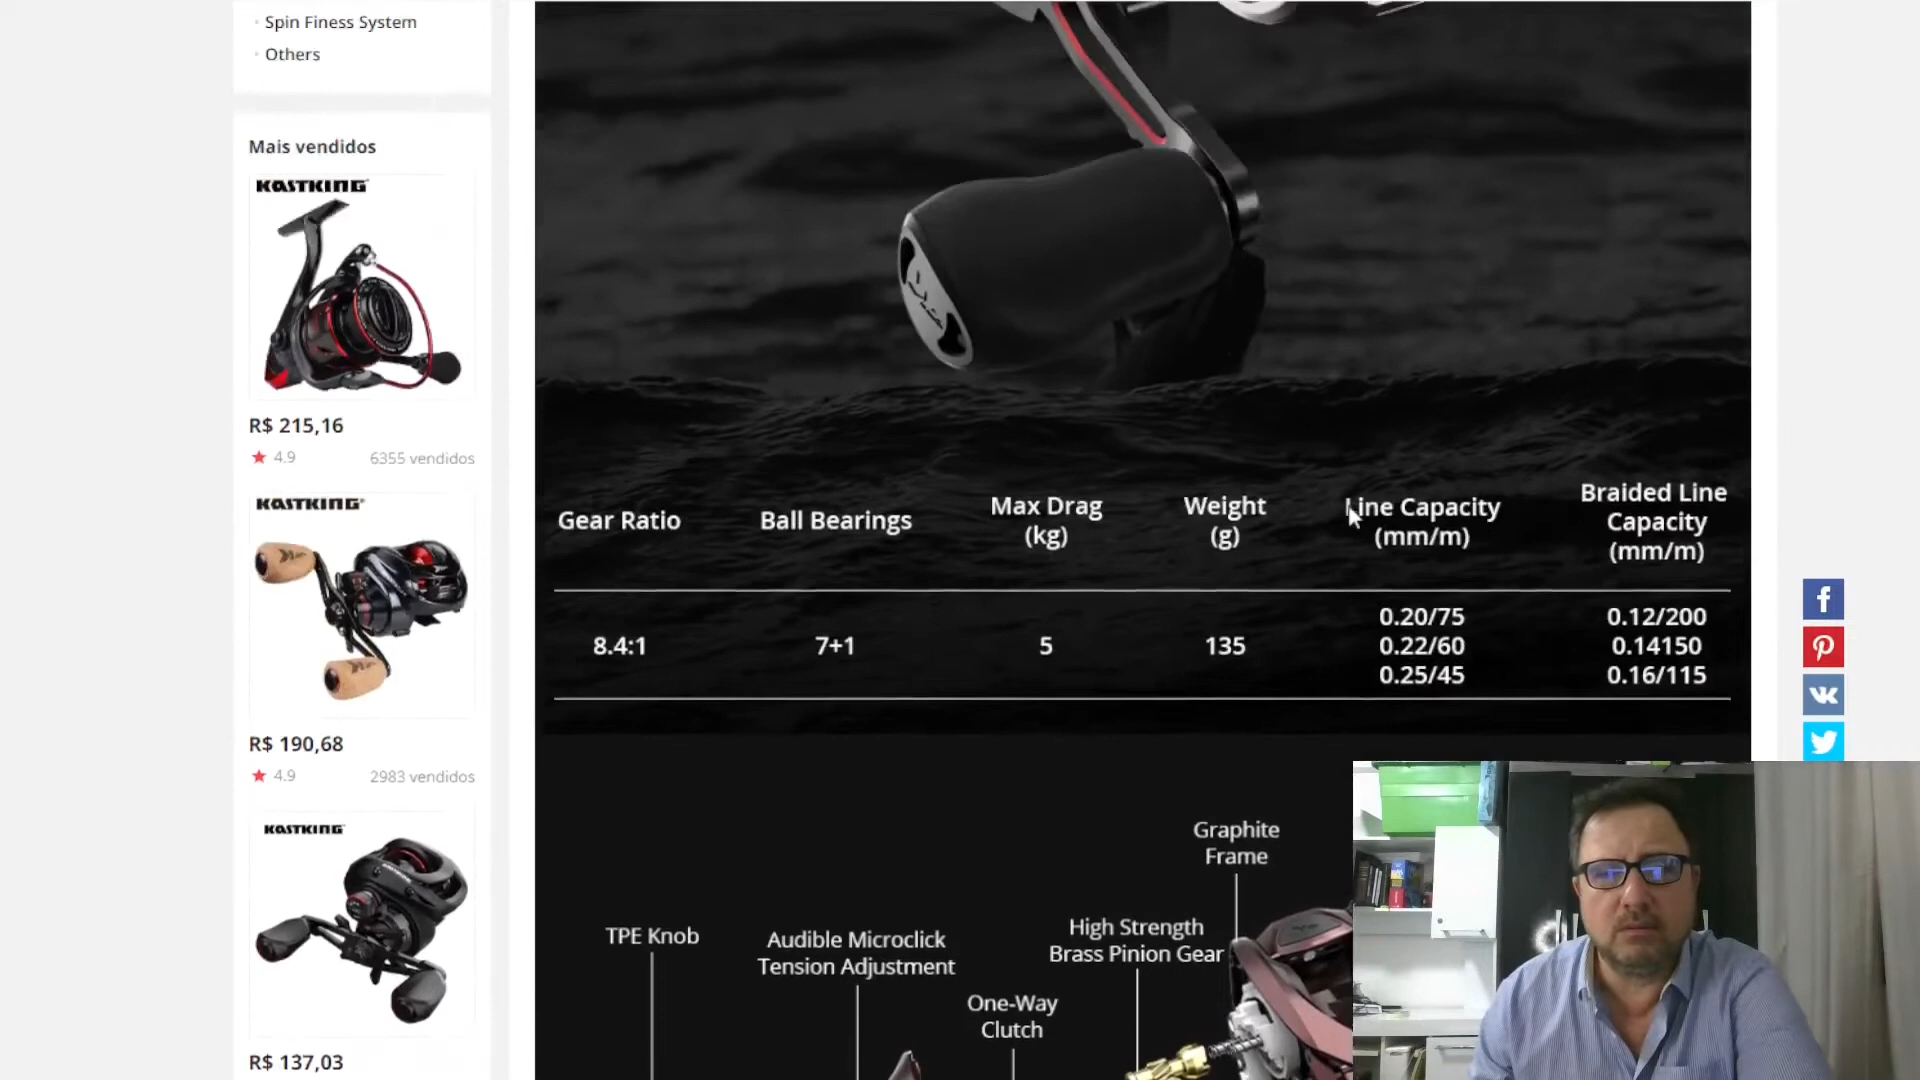 Spin Finess System
Others
Mais vendidos
KASTKING
R$ 215,16
4.9
6355 vendidos
KASTKING
R$ 190,68
4.9
2983 vendidos
KASTKING
R$ 137,03
Gear Ratio
Ball Bearings
Max Drag
(kg)
Weight
(g)
Line Capacity
(mm/m)
Braided Line
Capacity
(mm/m)
8.4:1
7+1
5
135
0.20/75
0.22/60
0.25/45
0.12/200
0.14150
0.16/115
Graphite
Frame
TPE Knob
Audible Microclick
Tension Adjustment
High Strength
Brass Pinion Gear
One-Way
Clutch